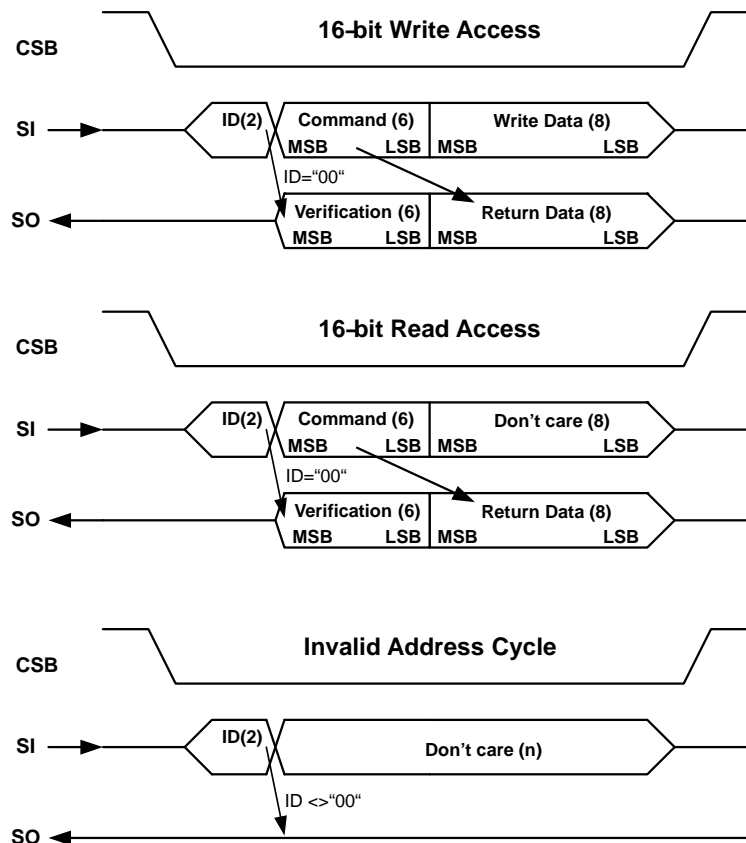 16-bit Write Access
CSB
SI ID(2) Command (6) Write Data (8)
MSB LSB MSB LSB
ID=“00“
SO Verification (6) Return Data (8)
MSB LSB MSB LSB
16-bit Read Access
CSB
SI ID(2) Command (6) Don't care (8)
MSB LSB MSB LSB
ID=“00“
SO Verification (6) Return Data (8)
MSB LSB MSB LSB
Invalid Address Cycle
CSB
SI ID(2) Don't care (n)
ID <>“00“
SO